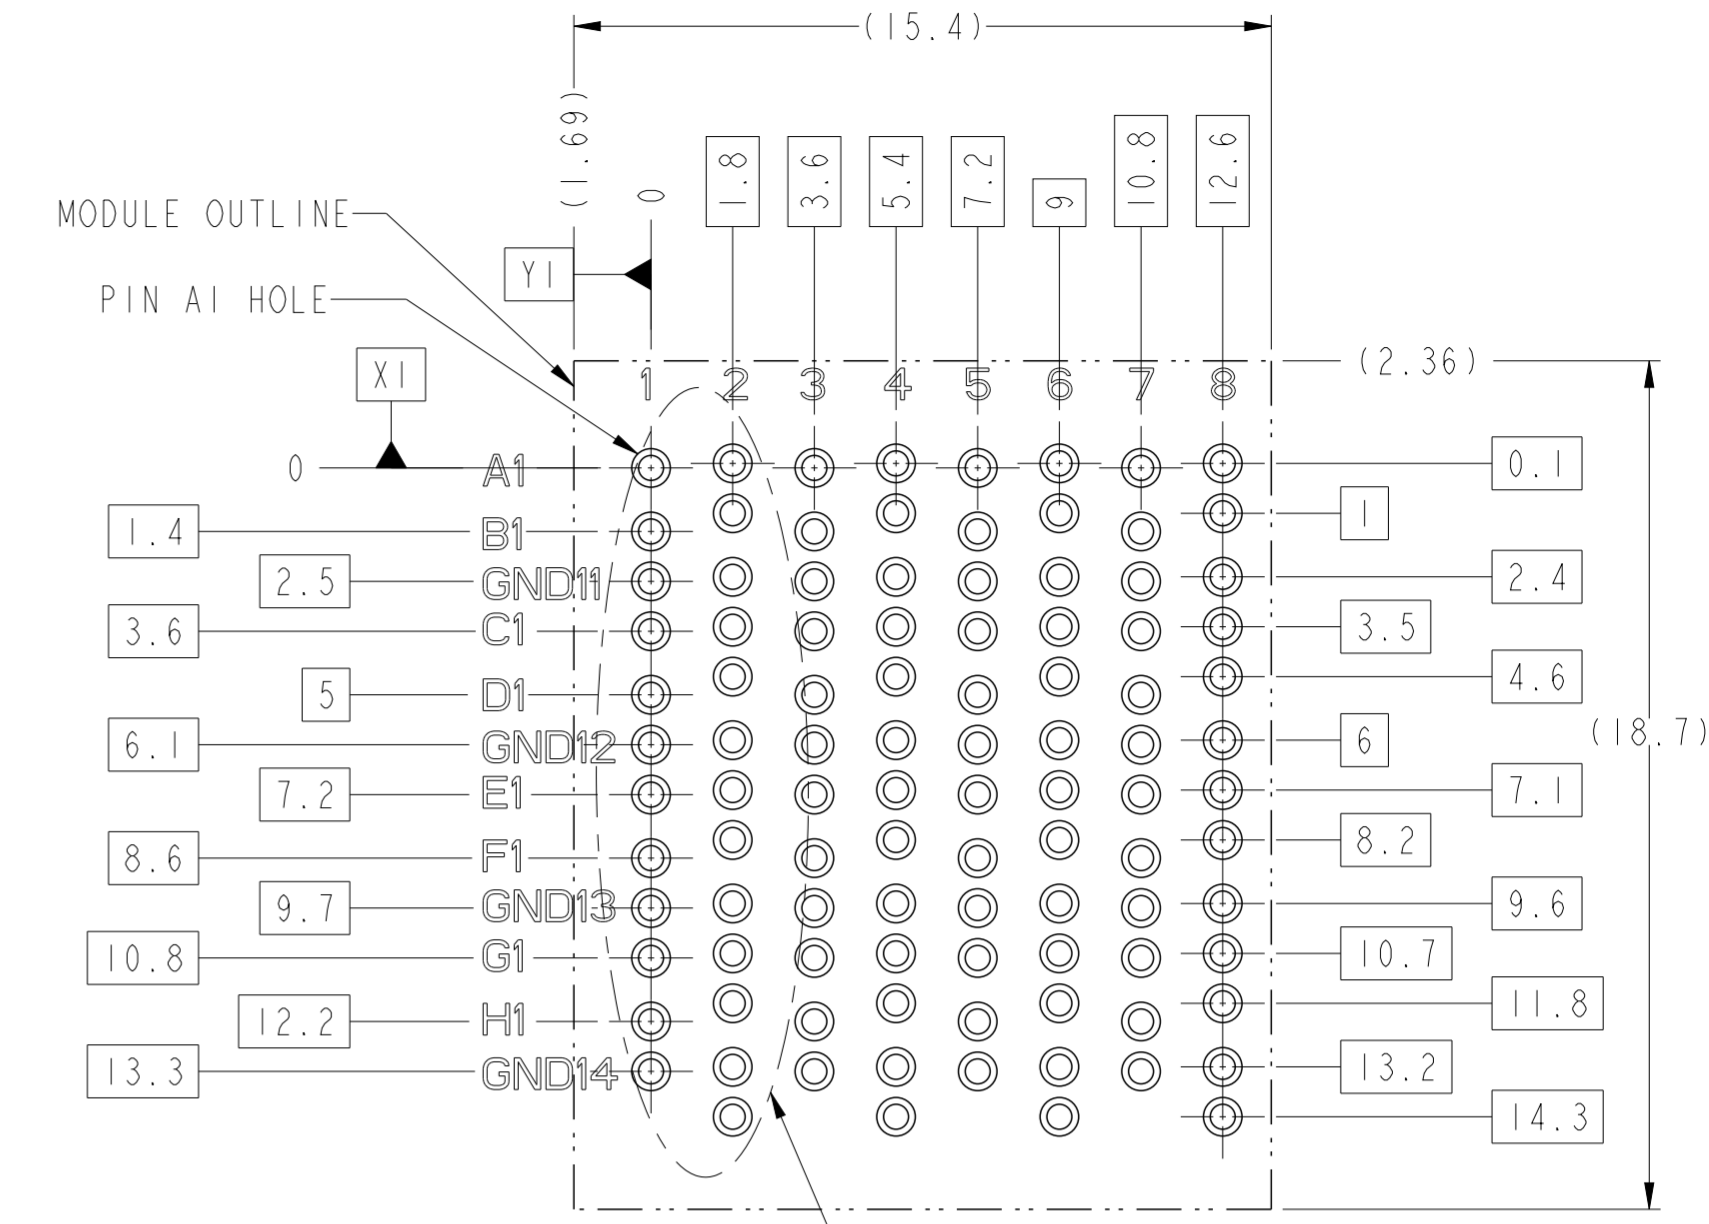 (15.4)
(1.69)
0
1.8
3.6
5.4
7.2
9
10.8
12.6
MODULE OUTLINE
Y1
PIN A1 HOLE
X1
(2.36)
1 2 3 4 5 6 7 8
0 A1 0.1
1
1.4 B1
2.5 GND11 2.4
3.6 C1 3.5
5 D1 4.6
6.1 GND12 6
(18.7)
7.2 E1 7.1
8.6 F1 8.2
9.7 GND13 9.6
10.8 G1 10.7
12.2 H1 11.8
13.3 GND14 13.2
14.3